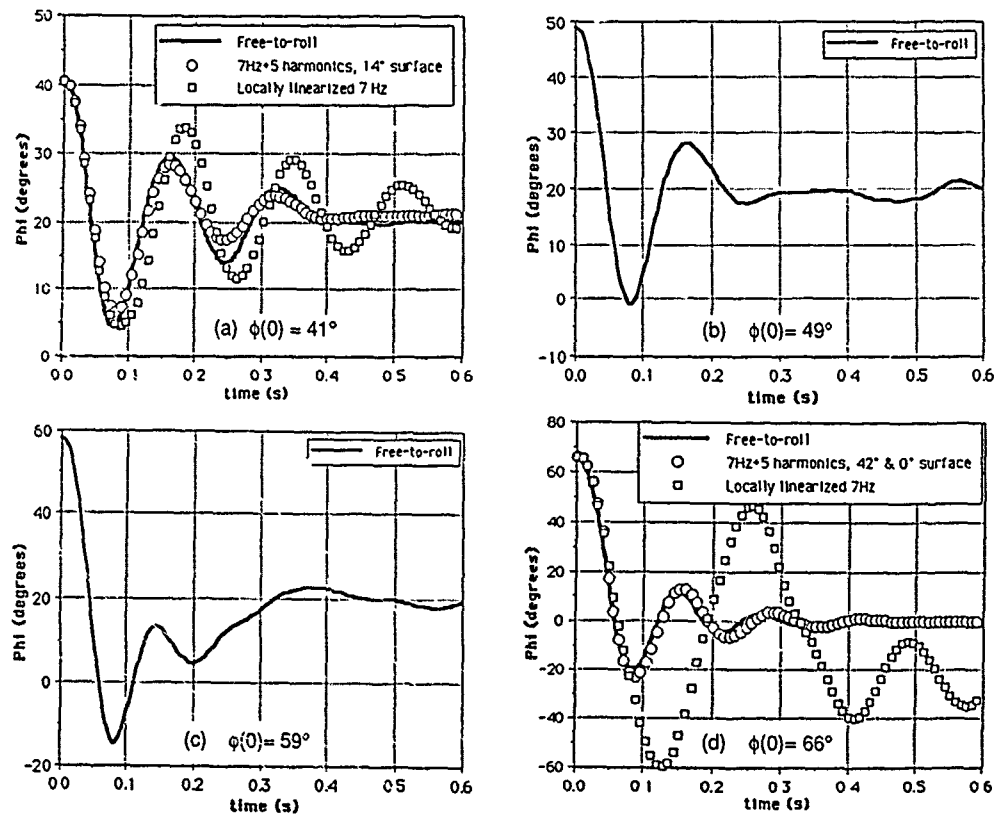 50
40
30
20
10
0
Phi (degrees)
Free-to-roll
7Hz+5 harmonics, 14° surface
Locally linearized 7 Hz
(a) ϕ(0) = 41°
0.0 0.1 0.2 0.3 0.4 0.5 0.6
time (s)
50
40
30
20
10
0
-10
Phi (degrees)
Free-to-roll
(b) ϕ(0)= 49°
0.0 0.1 0.2 0.3 0.4 0.5 0.6
time (s)
60
40
20
0
-20
Phi (degrees)
Free-to-roll
(c) ϕ(0)= 59°
0.0 0.1 0.2 0.3 0.4 0.5 0.6
time (s)
80
60
40
20
0
-20
-40
-60
Phi (degrees)
Free-to-roll
7Hz+5 harmonics, 42° & 0° surface
Locally linearized 7Hz
(d) ϕ(0)= 66°
0.0 0.1 0.2 0.3 0.4 0.5 0.6
time (s)